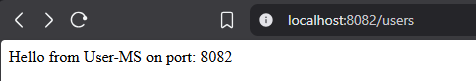 localhost:8082/users
Hello from User-MS on port: 8082